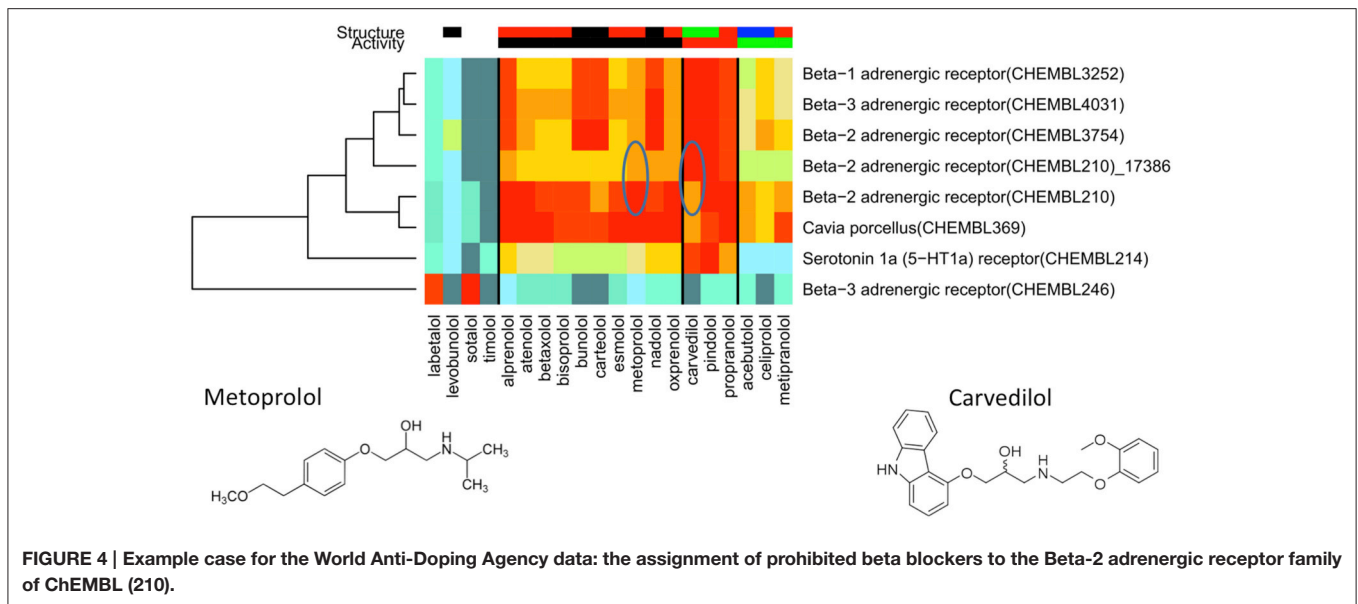 Structure
Activity
Beta−1 adrenergic receptor(CHEMBL3252)
Beta−3 adrenergic receptor(CHEMBL4031)
Beta−2 adrenergic receptor(CHEMBL3754)
Beta−2 adrenergic receptor(CHEMBL210)_17386
Beta−2 adrenergic receptor(CHEMBL210)
Cavia porcellus(CHEMBL369)
Serotonin 1a (5−HT1a) receptor(CHEMBL214)
Beta−3 adrenergic receptor(CHEMBL246)
labetalol
levobunolol
sotalol
timolol
alprenolol
atenolol
betaxolol
bisoprolol
bunolol
carteolol
esmolol
metoprolol
nadolol
oxprenolol
carvedilol
pindolol
propranolol
acebutolol
celiprolol
metipranolol
Metoprolol
OH
H
N
O
CH₃
CH₃
H₃CO
Carvedilol
OH
H
N
O
O
O
HN
FIGURE 4 | Example case for the World Anti-Doping Agency data: the assignment of prohibited beta blockers to the Beta-2 adrenergic receptor family
of ChEMBL (210).